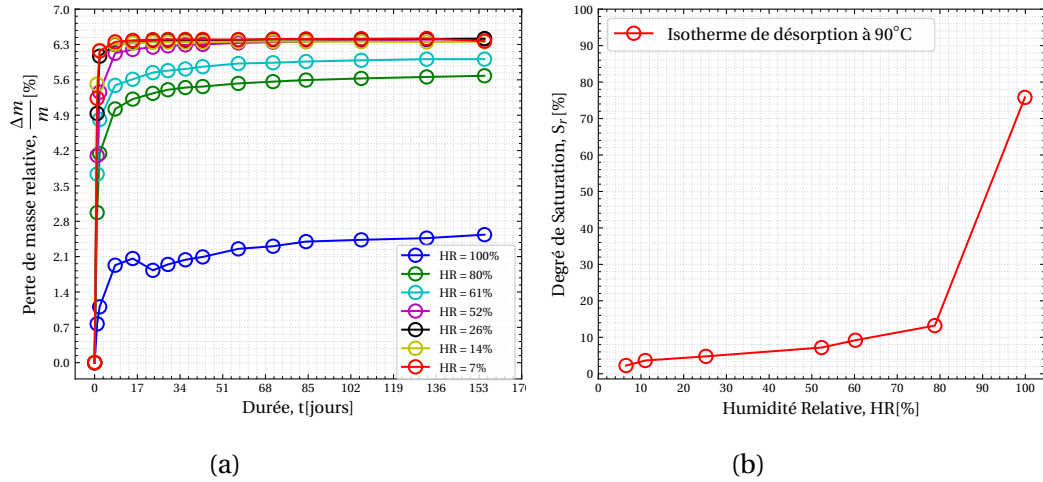 7.0
6.3
5.6
4.9
4.2
3.5
2.8
2.1
1.4
0.7
0.0
Perte de masse relative, Δm/m [%]
0 17 34 51 68 85 102 119 136 153 17
Durée, t[jours]
HR = 100%
HR = 80%
HR = 61%
HR = 52%
HR = 26%
HR = 14%
HR = 7%
(a)
100
90
80
70
60
50
40
30
20
10
0
Degré de Saturation, Sr [%]
Isotherme de désorption à 90°C
0 10 20 30 40 50 60 70 80 90 100
Humidité Relative, HR[%]
(b)